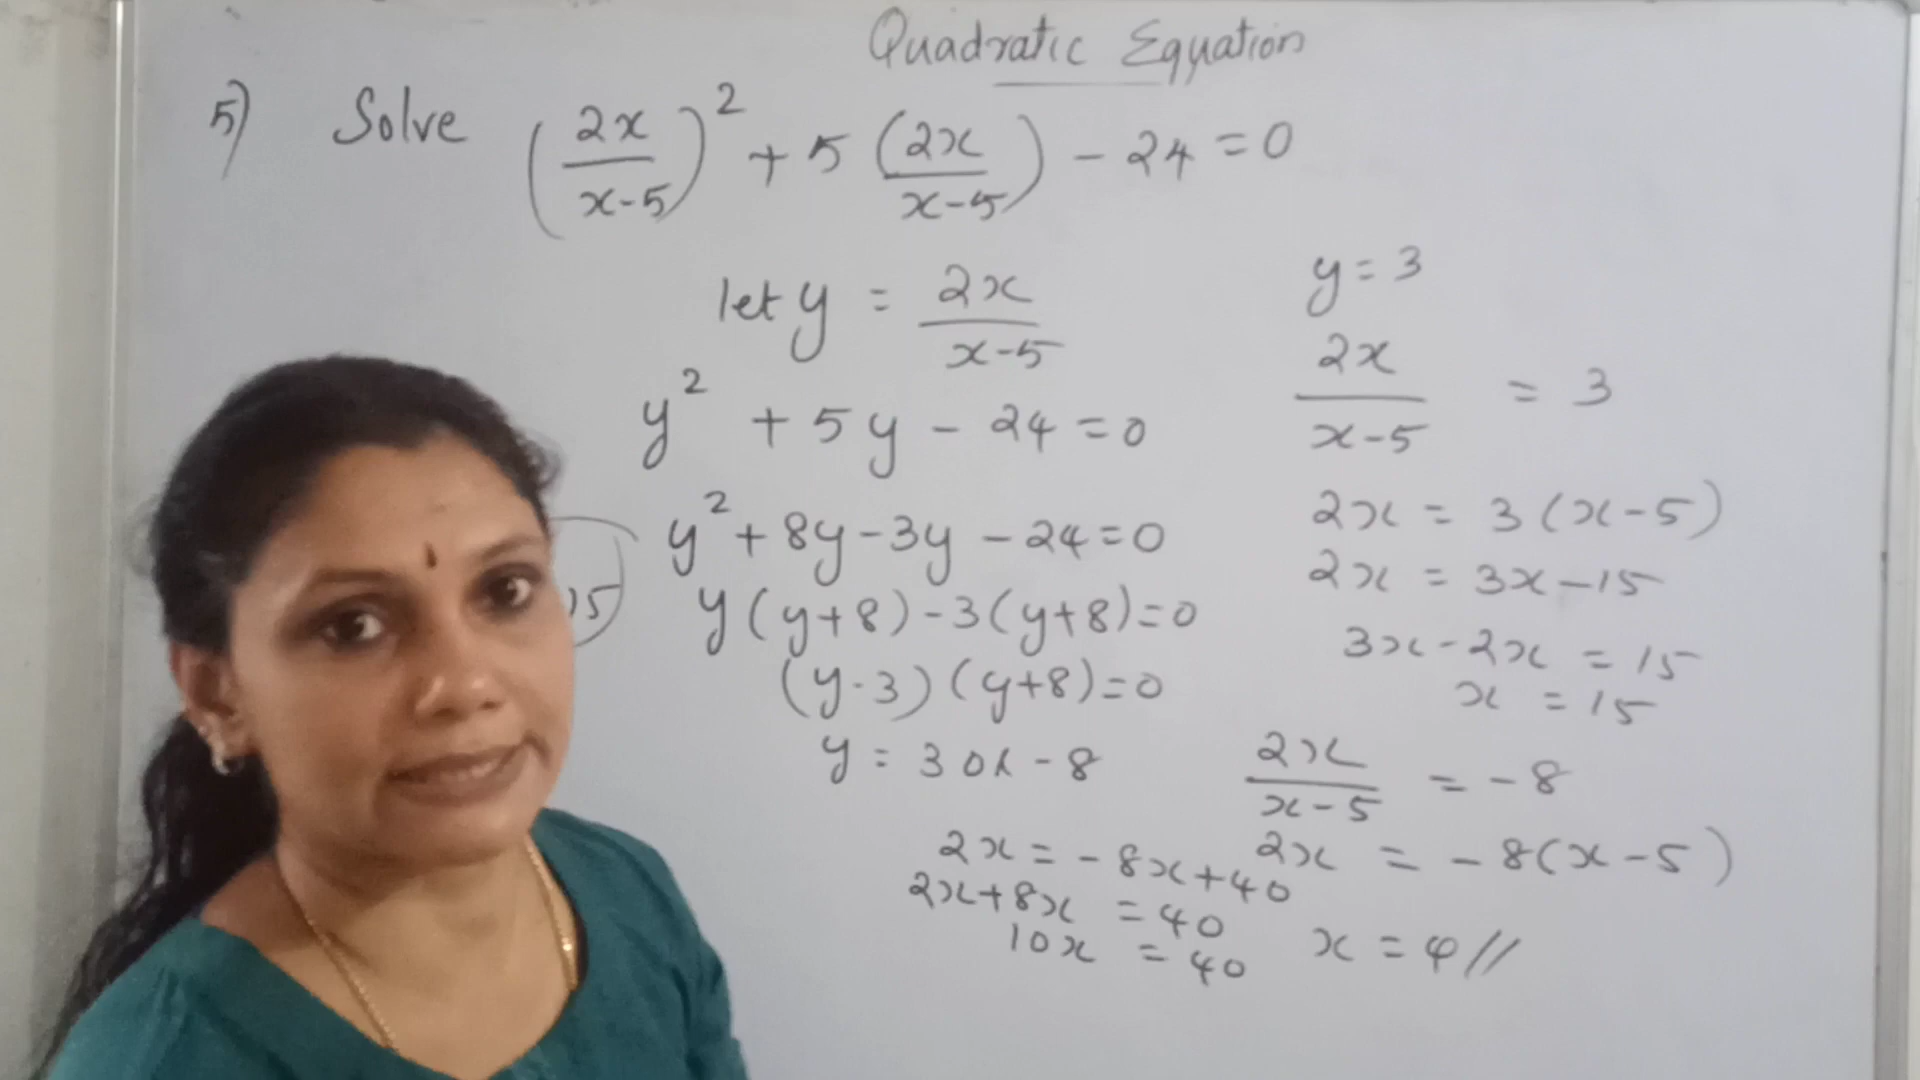 Quadratic Equation
5) Solve (2x/x-5)² + 5(2x/x-5) - 24 = 0
let y = 2x/x-5
y² + 5y - 24 = 0
y² + 8y - 3y - 24 = 0
y(y+8) - 3(y+8) = 0
(y-3)(y+8) = 0
y = 3 or -8
y = 3
2x/x-5 = 3
2x = 3(x-5)
2x = 3x-15
3x-2x = 15
x = 15
2x/x-5 = -8
2x = -8(x-5)
2x = -8x+40
2x+8x = 40
10x = 40
x = 4//